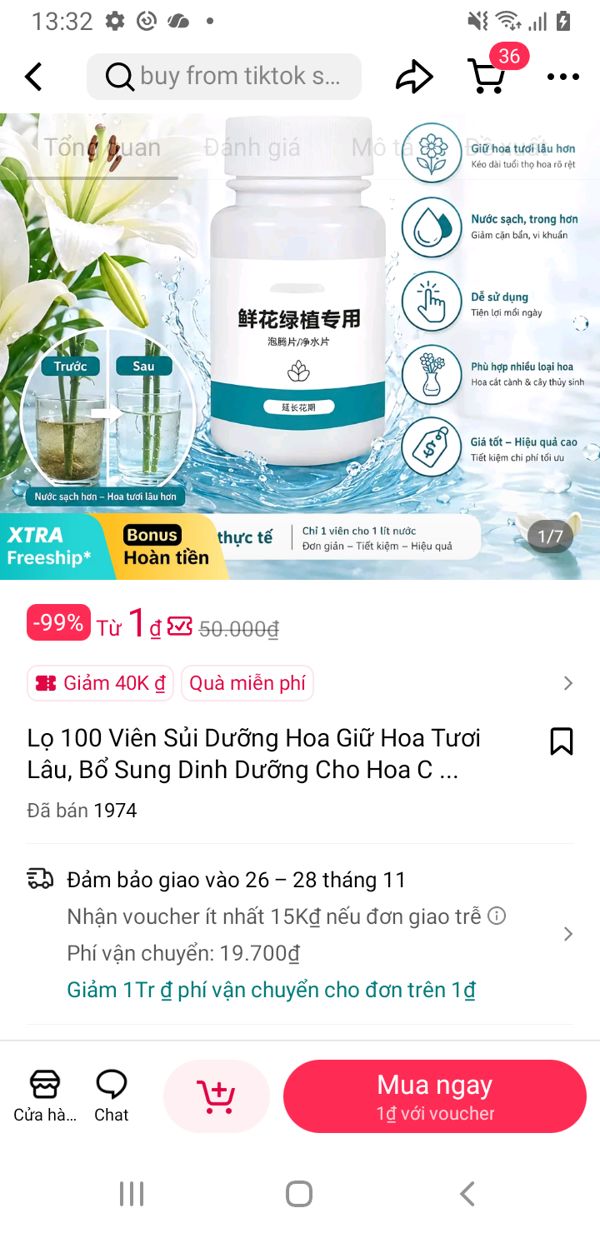 13:32
36
buy from tiktok s...
Tổng quan
Đánh giá
Mô tả
鲜花绿植专用
泡腾片/净水片
延长花期
Giữ hoa tươi lâu hơn
Kéo dài tuổi thọ hoa rõ rệt
Nước sạch, trong hơn
Giảm cặn bẩn, vi khuẩn
Dễ sử dụng
Tiện lợi mỗi ngày
Phù hợp nhiều loại hoa
Hoa cắt cành & cây thủy sinh
Giá tốt – Hiệu quả cao
Tiết kiệm chi phí tối ưu
Trước
Sau
Nước sạch hơn – Hoa tươi lâu hơn
XTRA
Freeship*
Bonus
Hoàn tiền
thực tế
Chỉ 1 viên cho 1 lít nước
Đơn giản – Tiết kiệm – Hiệu quả
1/7
-99% Từ 1₫ 50.000₫
Giảm 40K ₫
Quà miễn phí
Lọ 100 Viên Sủi Dưỡng Hoa Giữ Hoa Tươi
Lâu, Bổ Sung Dinh Dưỡng Cho Hoa C ...
Đã bán 1974
Đảm bảo giao vào 26 – 28 tháng 11
Nhận voucher ít nhất 15K₫ nếu đơn giao trễ
Phí vận chuyển: 19.700₫
Giảm 1Tr ₫ phí vận chuyển cho đơn trên 1₫
Cửa hà...
Chat
Mua ngay
1₫ với voucher